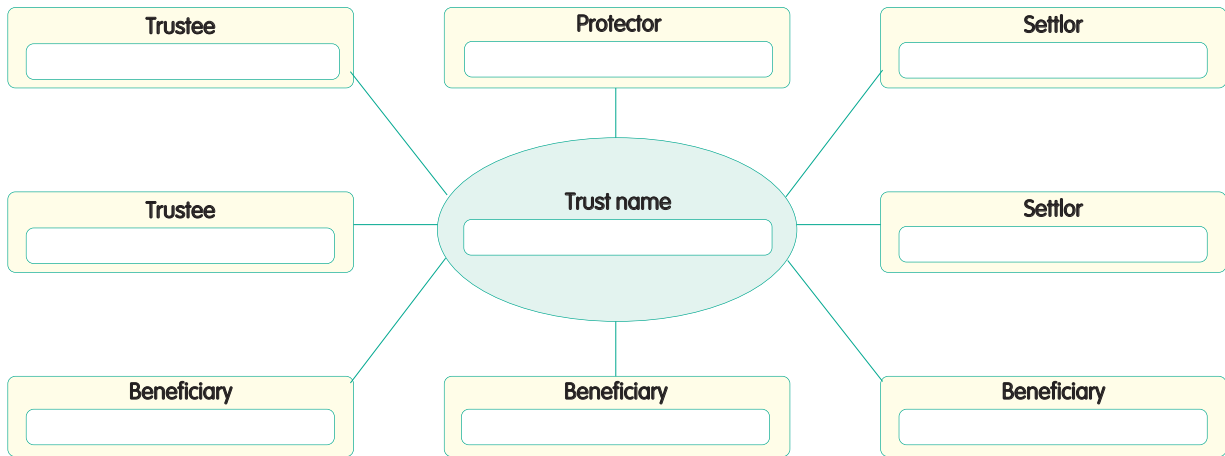 Trustee
Protector
Settlor
Trust name
Trustee
Settlor
Beneficiary
Beneficiary
Beneficiary